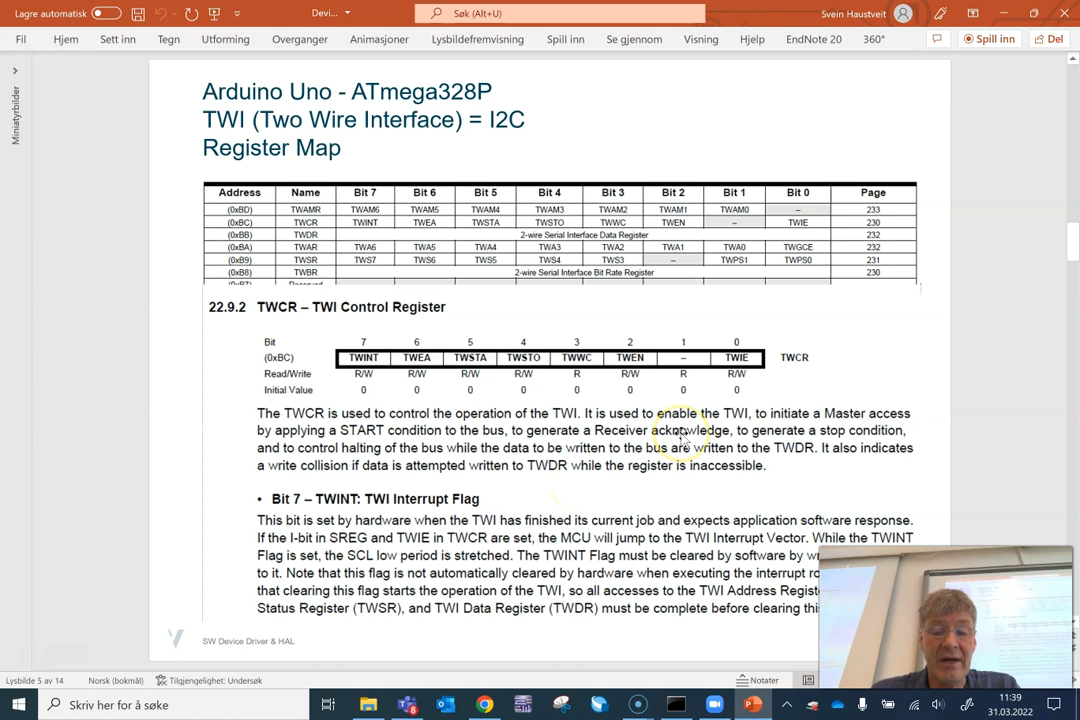 Lagre automatisk
Devi...
Søk (Alt+U)
Svein Haustveit
Fil Hjem Sett inn Tegn Utforming Overganger Animasjoner Lysbildefremvisning Spill inn Se gjennom Visning Hjelp EndNote 20 360° Spill inn Del
Miniatyrbilder
Arduino Uno - ATmega328P
TWI (Two Wire Interface) = I2C
Register Map
Address Name Bit 7 Bit 6 Bit 5 Bit 4 Bit 3 Bit 2 Bit 1 Bit 0 Page
(0xBD) TWAMR TWAM6 TWAM5 TWAM4 TWAM3 TWAM2 TWAM1 TWAM0 – 233
(0xBC) TWCR TWINT TWEA TWSTA TWSTO TWWC TWEN – TWIE 230
(0xBB) TWDR 2-wire Serial Interface Data Register 232
(0xBA) TWAR TWA6 TWA5 TWA4 TWA3 TWA2 TWA1 TWA0 TWGCE 232
(0xB9) TWSR TWS7 TWS6 TWS5 TWS4 TWS3 – TWPS1 TWPS0 231
(0xB8) TWBR 2-wire Serial Interface Bit Rate Register 230
22.9.2 TWCR – TWI Control Register
Bit 7 6 5 4 3 2 1 0
(0xBC) TWINT TWEA TWSTA TWSTO TWWC TWEN – TWIE TWCR
Read/Write R/W R/W R/W R/W R R/W R R/W
Initial Value 0 0 0 0 0 0 0 0
The TWCR is used to control the operation of the TWI. It is used to enable the TWI, to initiate a Master access
by applying a START condition to the bus, to generate a Receiver acknowledge, to generate a stop condition,
and to control halting of the bus while the data to be written to the bus are written to the TWDR. It also indicates
a write collision if data is attempted written to TWDR while the register is inaccessible.
• Bit 7 – TWINT: TWI Interrupt Flag
This bit is set by hardware when the TWI has finished its current job and expects application software response.
If the I-bit in SREG and TWIE in TWCR are set, the MCU will jump to the TWI Interrupt Vector. While the TWINT
Flag is set, the SCL low period is stretched. The TWINT Flag must be cleared by software by
to it. Note that this flag is not automatically cleared by hardware when executing the interrupt
that clearing this flag starts the operation of the TWI, so all accesses to the TWI Address
Status Register (TWSR), and TWI Data Register (TWDR) must be complete before clearing
SW Device Driver & HAL
Lysbilde 5 av 14 Norsk (bokmål) Tilgjengelighet: Undersøk Notater
Skriv her for å søke
11:39
31.03.2022